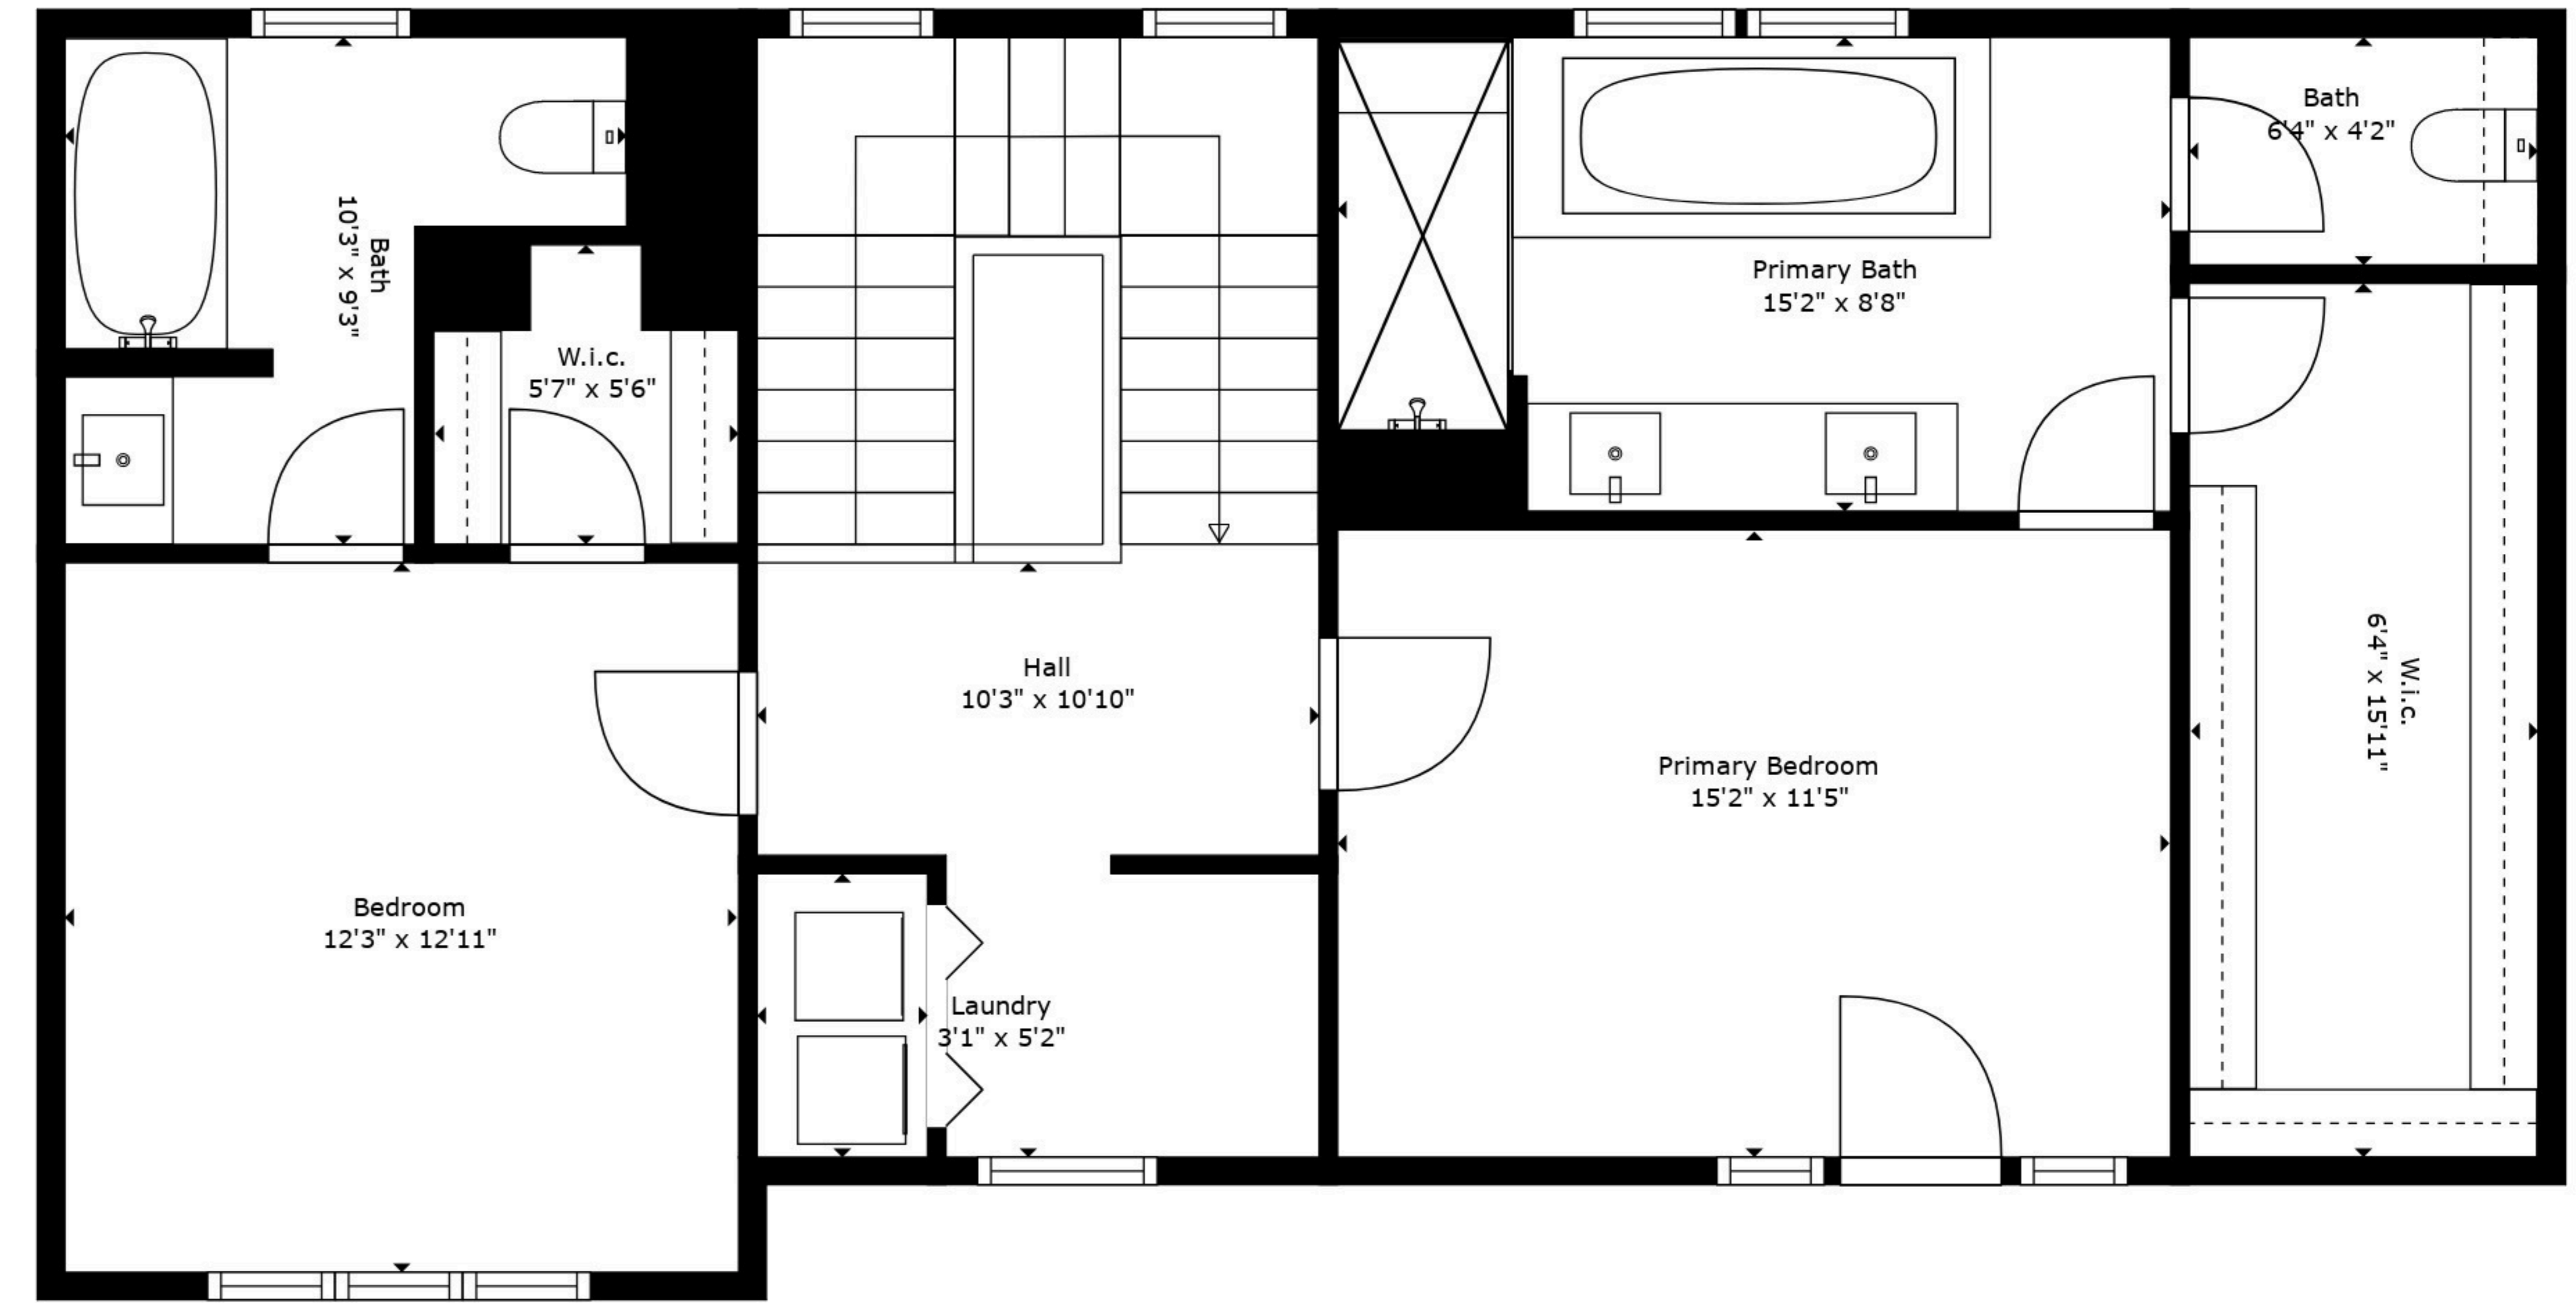 Bath
10'3" x 9'3"
W.i.c.
5'7" x 5'6"
Primary Bath
15'2" x 8'8"
Bath
6'4" x 4'2"
Hall
10'3" x 10'10"
Primary Bedroom
15'2" x 11'5"
W.i.c.
6'4" x 15'11"
Bedroom
12'3" x 12'11"
Laundry
3'1" x 5'2"